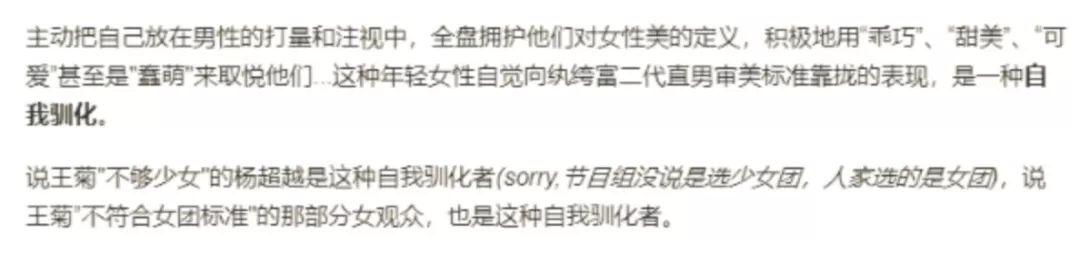 主动把自己放在男性的打量和注视中，全盘拥护他们对女性美的定义，积极地用“乖巧”、“甜美”、“可
爱”甚至是"蠢萌"来取悦他们…这种年轻女性自觉向纨绔富二代直男审美标准靠拢的表现，是一种自
我驯化。
说王菊"不够少女"的杨超越是这种自我驯化者(sorry,节目组没说是选少女团，人家选的是女团)，说
王菊"不符合女团标准"的那部分女观众，也是这种自我驯化者。